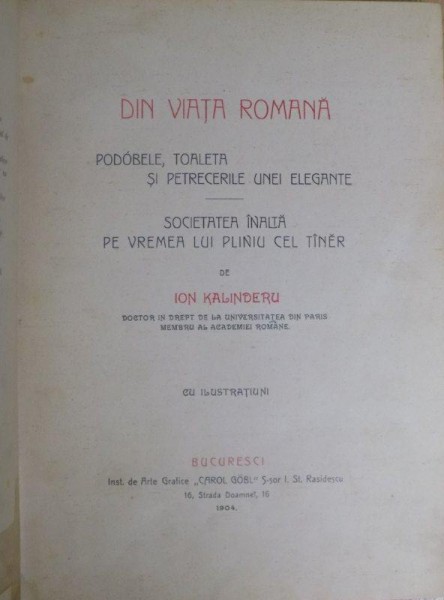 DIN VIAȚA ROMANĂ
PODÓBELE, TOALETA
ȘI PETRECERILE UNEI ELEGANTE
SOCIETATEA ÎNALTĂ
PE VREMEA LUI PLINIU CEL TÎNĔR
DE
ION KALINDERU
DOCTOR IN DREPT DE LA UNIVERSITATEA DIN PARIS
MEMBRU AL ACADEMIEI ROMÂNE.
CU ILUSTRAȚIUNI
BUCURESCI
Inst. de Arte Grafice „CAROL GÖBL" S-sor I. St. Rasidescu
16, Strada Doamneĭ, 16
1904.